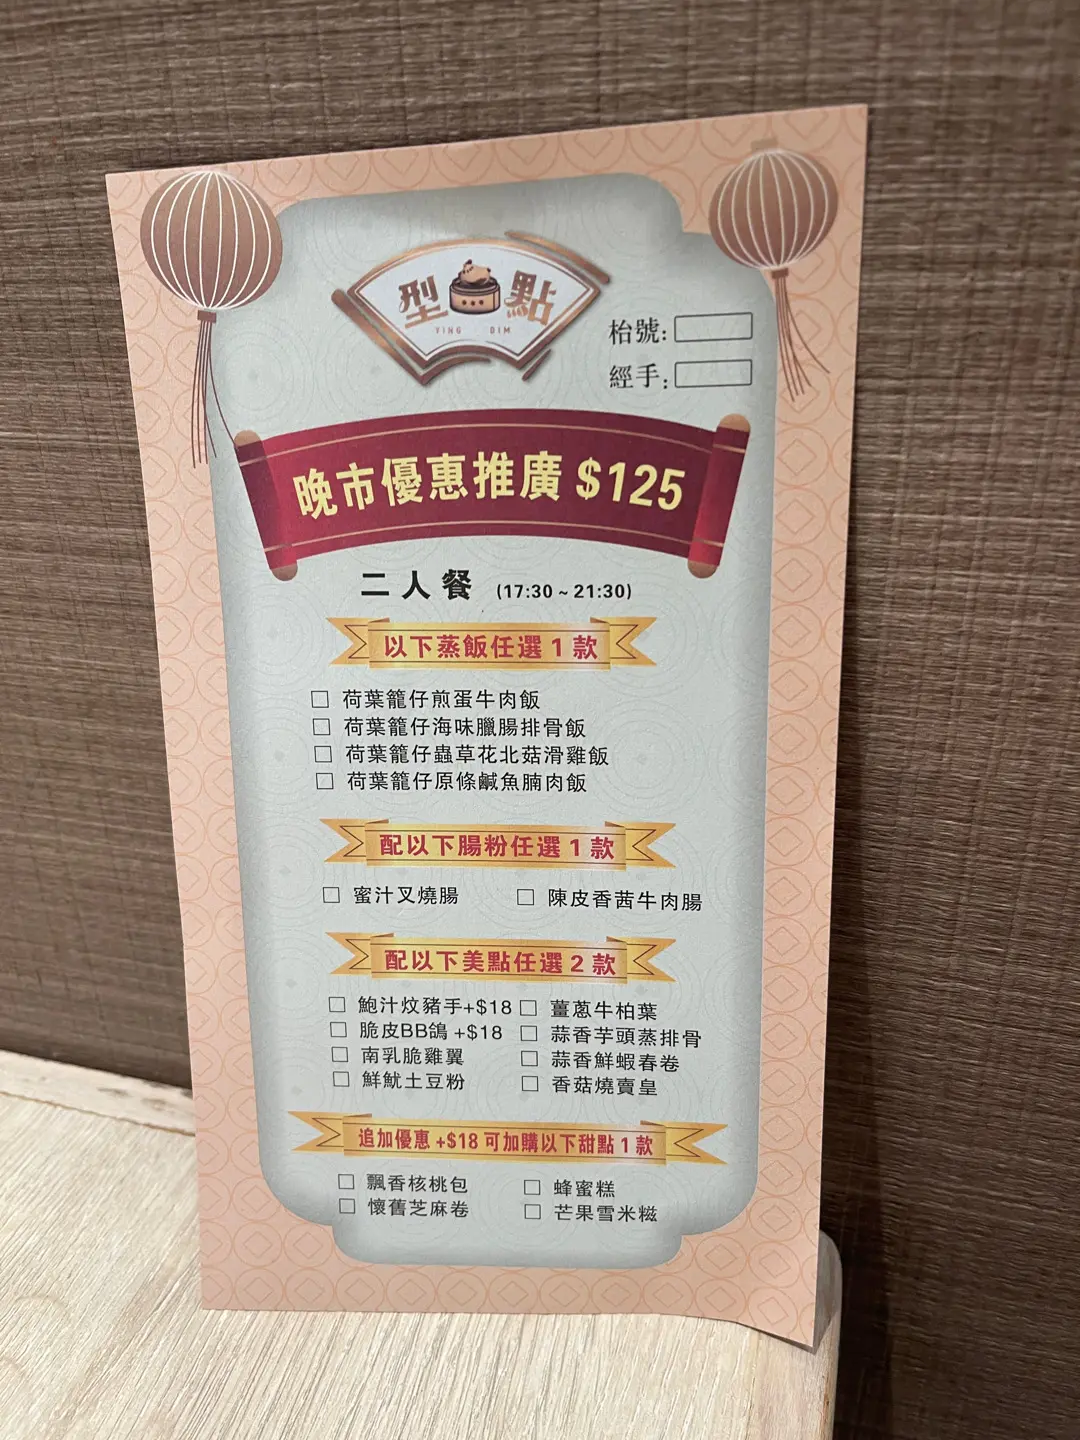 型點
YING DIM
枱號:
經手:
晚市優惠推廣 $125
二人餐 (17:30 ~ 21:30)
以下蒸飯任選 1 款
□ 荷葉籠仔煎蛋牛肉飯
□ 荷葉籠仔海味臘腸排骨飯
□ 荷葉籠仔蟲草花北菇滑雞飯
□ 荷葉籠仔原條鹹魚腩肉飯
配以下腸粉任選 1 款
□ 蜜汁叉燒腸 □ 陳皮香茜牛肉腸
配以下美點任選 2 款
□ 鮑汁炆豬手+$18 □ 薑蔥牛柏葉
□ 脆皮BB鴿 +$18 □ 蒜香芋頭蒸排骨
□ 南乳脆雞翼 □ 蒜香鮮蝦春卷
□ 鮮魷土豆粉 □ 香菇燒賣皇
追加優惠 +$18 可加購以下甜點 1 款
□ 飄香核桃包 □ 蜂蜜糕
□ 懷舊芝麻卷 □ 芒果雪米糍